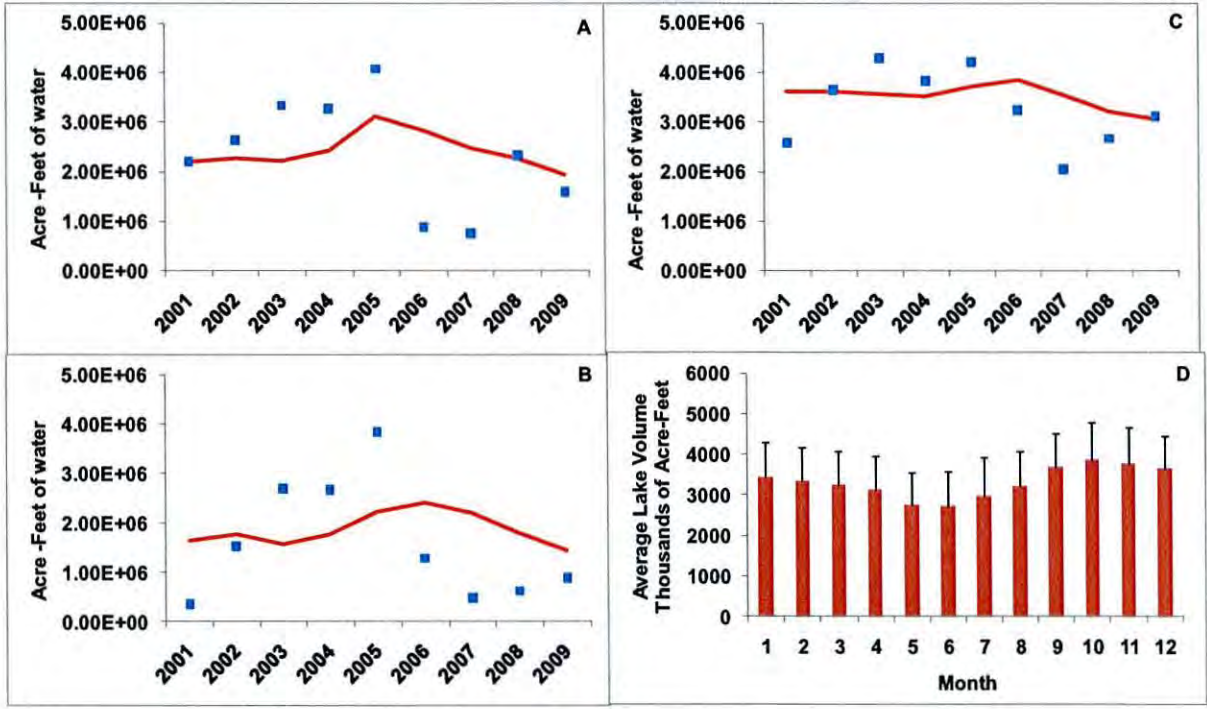 A
Acre -Feet of water
5.00E+06
4.00E+06
3.00E+06
2.00E+06
1.00E+06
0.00E+00
2001 2002 2003 2004 2005 2006 2007 2008 2009
C
Acre -Feet of water
5.00E+06
4.00E+06
3.00E+06
2.00E+06
1.00E+06
0.00E+00
2001 2002 2003 2004 2005 2006 2007 2008 2009
B
Acre -Feet of water
5.00E+06
4.00E+06
3.00E+06
2.00E+06
1.00E+06
0.00E+00
2001 2002 2003 2004 2005 2006 2007 2008 2009
D
Average Lake Volume
Thousands of Acre-Feet
6000
5000
4000
3000
2000
1000
0
1 2 3 4 5 6 7 8 9 10 11 12
Month